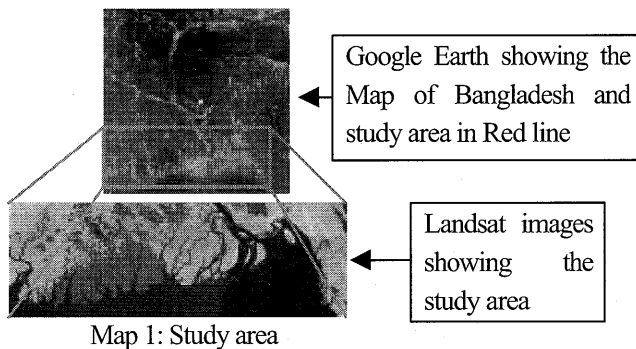 Google Earth showing the
Map of Bangladesh and
study area in Red line
Landsat images
showing the
study area
Map 1: Study area